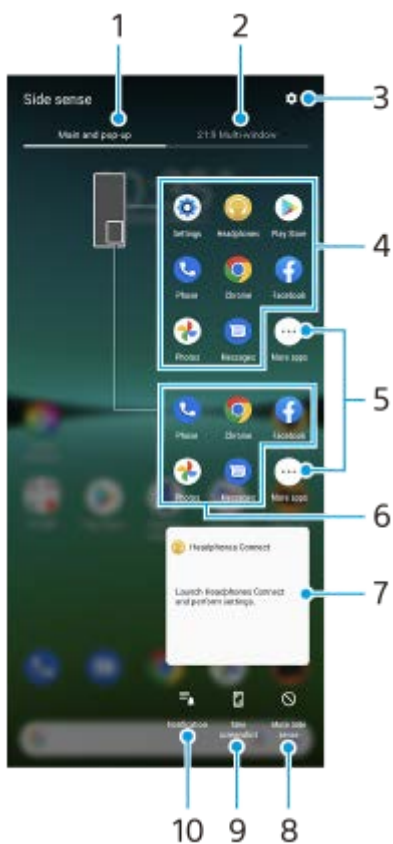 1 2
Side sense
3
Main and pop-up 21:9 Multi-window
Settings Headphones Play Store
4
Phone Chrome Facebook
Photos Messages More apps
5
Phone Chrome Facebook
Photos Messages More apps
6
Headphones Connect
Launch Headphones Connect
and perform settings.
7
Notification Take
screenshot Hide Side
sense
10 9 8